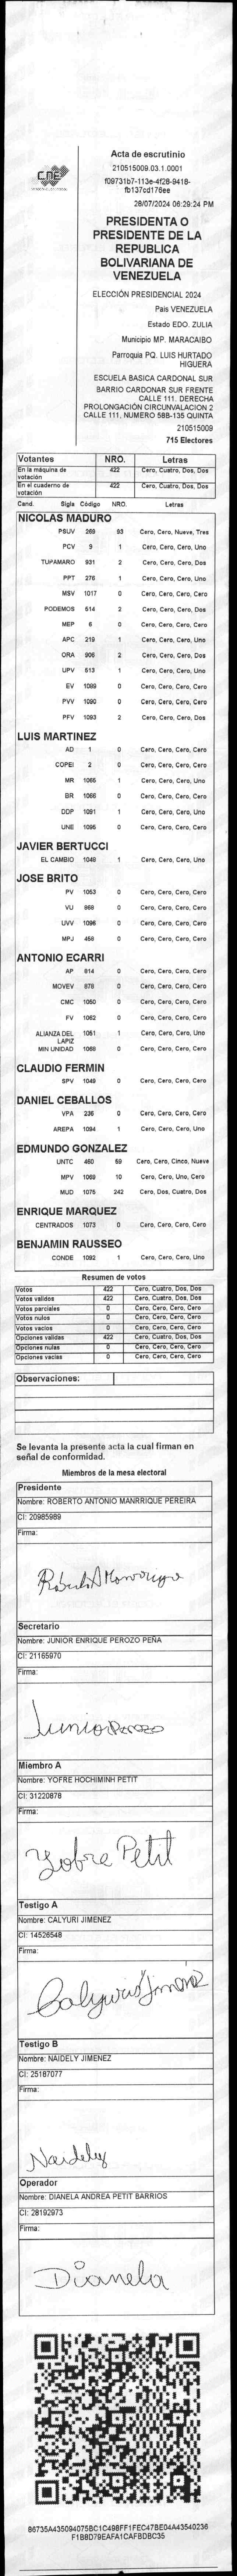 CNE
Acta de escrutinio
210515009.03.1.0001
f09731b7-113e-4f28-9418-
fb137cd176ee
28/07/2024 06:29:24 PM
PRESIDENTA O
PRESIDENTE DE LA
REPUBLICA
BOLIVARIANA DE
VENEZUELA
ELECCIÓN PRESIDENCIAL 2024
País VENEZUELA
Estado EDO. ZULIA
Municipio MP. MARACAIBO
Parroquia PQ. LUIS HURTADO
HIGUERA
ESCUELA BASICA CARDONAL SUR
BARRIO CARDONAR SUR FRENTE
CALLE 111. DERECHA
PROLONGACIÓN CIRCUNVALACION 2
CALLE 111. NUMERO 58B-135 QUINTA
210515009
715 Electores
Votantes NRO. Letras
En la máquina de votación 422 Cero, Cuatro, Dos, Dos
En el cuaderno de votación 422 Cero, Cuatro, Dos, Dos
Cand. Sigla Código NRO. Letras
NICOLAS MADURO
PSUV 269 93 Cero, Cero, Nueve, Tres
PCV 9 1 Cero, Cero, Cero, Uno
TUPAMARO 931 2 Cero, Cero, Cero, Dos
PPT 276 1 Cero, Cero, Cero, Uno
MSV 1017 0 Cero, Cero, Cero, Cero
PODEMOS 514 2 Cero, Cero, Cero, Dos
MEP 6 0 Cero, Cero, Cero, Cero
APC 219 1 Cero, Cero, Cero, Uno
ORA 906 2 Cero, Cero, Cero, Dos
UPV 513 1 Cero, Cero, Cero, Uno
EV 1089 0 Cero, Cero, Cero, Cero
PVV 1090 0 Cero, Cero, Cero, Cero
PFV 1093 2 Cero, Cero, Cero, Dos
LUIS MARTINEZ
AD 1 0 Cero, Cero, Cero, Cero
COPEI 2 0 Cero, Cero, Cero, Cero
MR 1065 1 Cero, Cero, Cero, Uno
BR 1066 0 Cero, Cero, Cero, Cero
DDP 1091 1 Cero, Cero, Cero, Uno
UNE 1095 0 Cero, Cero, Cero, Cero
JAVIER BERTUCCI
EL CAMBIO 1048 1 Cero, Cero, Cero, Uno
JOSE BRITO
PV 1053 0 Cero, Cero, Cero, Cero
VU 968 0 Cero, Cero, Cero, Cero
UVV 1096 0 Cero, Cero, Cero, Cero
MPJ 458 0 Cero, Cero, Cero, Cero
ANTONIO ECARRI
AP 814 0 Cero, Cero, Cero, Cero
MOVEV 878 0 Cero, Cero, Cero, Cero
CMC 1050 0 Cero, Cero, Cero, Cero
FV 1062 0 Cero, Cero, Cero, Cero
ALIANZA DEL LAPIZ 1051 1 Cero, Cero, Cero, Uno
MIN UNIDAD 1068 0 Cero, Cero, Cero, Cero
CLAUDIO FERMIN
SPV 1049 0 Cero, Cero, Cero, Cero
DANIEL CEBALLOS
VPA 236 0 Cero, Cero, Cero, Cero
AREPA 1094 1 Cero, Cero, Cero, Uno
EDMUNDO GONZALEZ
UNTC 460 59 Cero, Cero, Cinco, Nueve
MPV 1069 10 Cero, Cero, Uno, Cero
MUD 1075 242 Cero, Dos, Cuatro, Dos
ENRIQUE MARQUEZ
CENTRADOS 1073 0 Cero, Cero, Cero, Cero
BENJAMIN RAUSSEO
CONDE 1092 1 Cero, Cero, Cero, Uno
Resumen de votos
Votos 422 Cero, Cuatro, Dos, Dos
Votos validos 422 Cero, Cuatro, Dos, Dos
Votos parciales 0 Cero, Cero, Cero, Cero
Votos nulos 0 Cero, Cero, Cero, Cero
Votos vacios 0 Cero, Cero, Cero, Cero
Opciones validas 422 Cero, Cuatro, Dos, Dos
Opciones nulas 0 Cero, Cero, Cero, Cero
Opciones vacias 0 Cero, Cero, Cero, Cero
Observaciones:
Se levanta la presente acta la cual firman en
señal de conformidad.
Miembros de la mesa electoral
Presidente
Nombre: ROBERTO ANTONIO MANRRIQUE PEREIRA
CI: 20985989
Firma:
Roberto A Manrrique
Secretario
Nombre: JUNIOR ENRIQUE PEROZO PEÑA
CI: 21165970
Firma:
Junior Perozo
Miembro A
Nombre: YOFRE HOCHIMINH PETIT
CI: 31220878
Firma:
Yofre Petit
Testigo A
Nombre: CALYURI JIMENEZ
CI: 14526548
Firma:
Calyuri Jimenez
Testigo B
Nombre: NAIDELY JIMENEZ
CI: 25187077
Firma:
Naidely
Operador
Nombre: DIANELA ANDREA PETIT BARRIOS
CI: 28192973
Firma:
Dianela
86735A435094075BC1C498FF1FEC47BE04A43540236
F1B8D79EAFA1CAFBDBC35